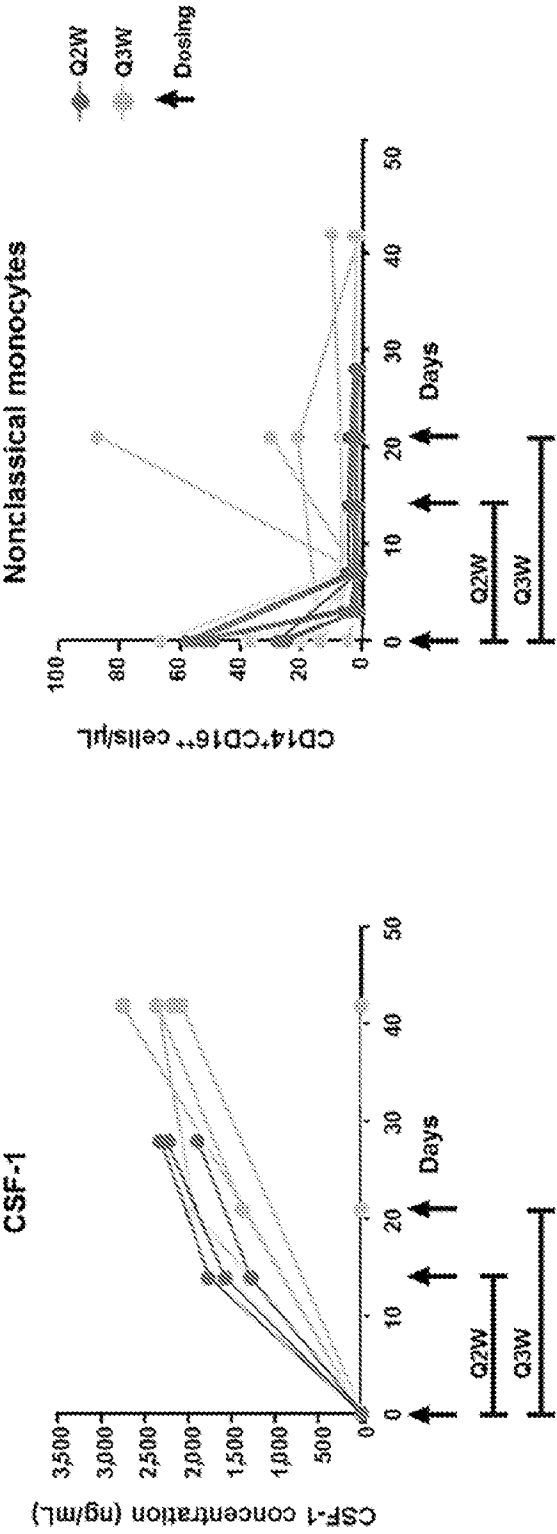 CSF-1
CSF-1 concentration (ng/mL)
3,500
3,000
2,500
2,000
1,500
1,000
500
0
0 10 20 30 40 50
Days
Q2W
Q3W
Nonclassical monocytes
CD14⁺CD16⁺⁺ cells/µL
100
80
60
40
20
0
0 10 20 30 40 50
Days
Q2W
Q3W
Q2W
Q3W
Dosing